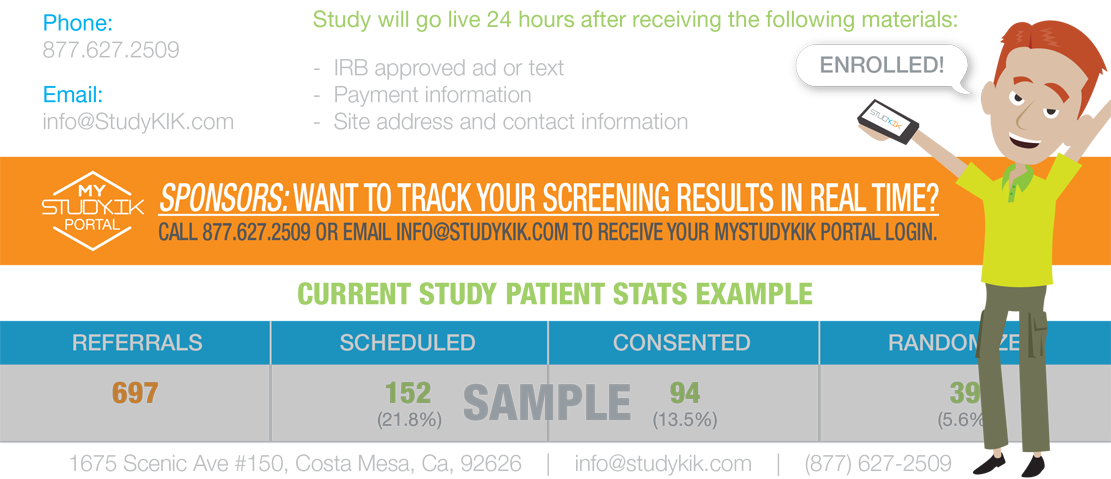 Phone:
877.627.2509
Email:
info@StudyKIK.com
Study will go live 24 hours after receiving the following materials:
- IRB approved ad or text
- Payment information
- Site address and contact information
ENROLLED!
STUDYKIK
MY
STUDYKIK
PORTAL
SPONSORS: WANT TO TRACK YOUR SCREENING RESULTS IN REAL TIME?
CALL 877.627.2509 OR EMAIL INFO@STUDYKIK.COM TO RECEIVE YOUR MYSTUDYKIK PORTAL LOGIN.
CURRENT STUDY PATIENT STATS EXAMPLE
REFERRALS SCHEDULED CONSENTED RANDOMIZE
697 152 94 39
SAMPLE
(21.8%) (13.5%) (5.6%
1675 Scenic Ave #150, Costa Mesa, Ca, 92626 | info@studykik.com | (877) 627-2509